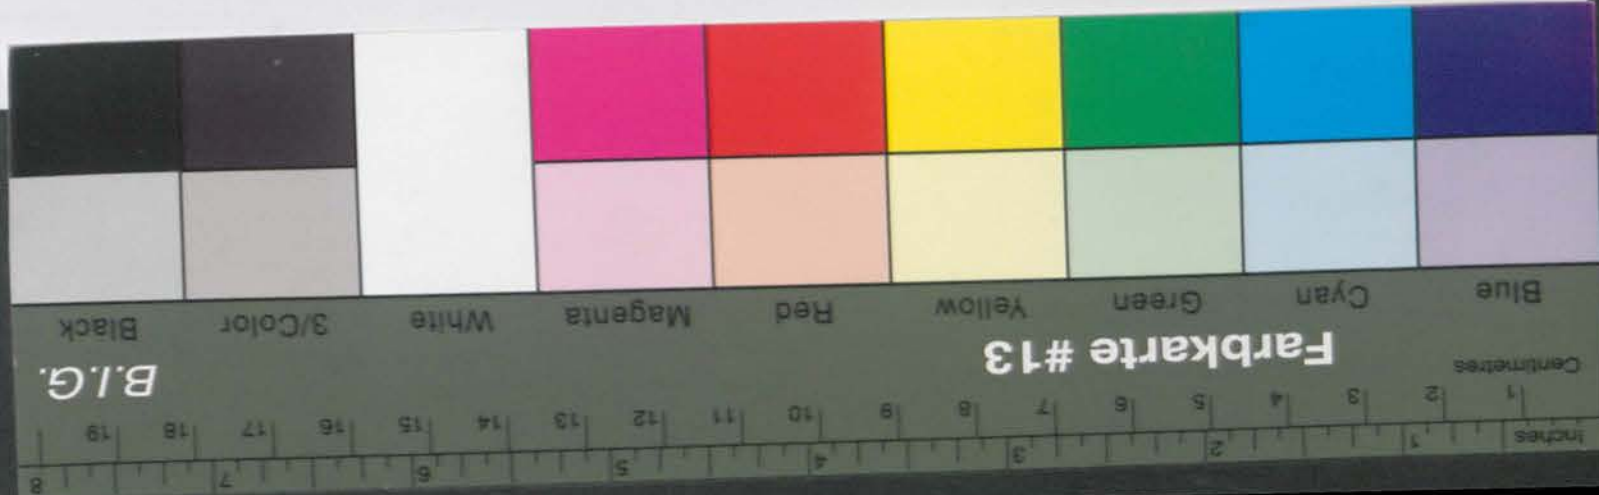 Inches 1 2 3 4 5 6 7 8
Centimetres 1 2 3 4 5 6 7 8 9 10 11 12 13 14 15 16 17 18 19
Farbkarte #13 B.I.G.
Blue Cyan Green Yellow Red Magenta White 3/Color Black